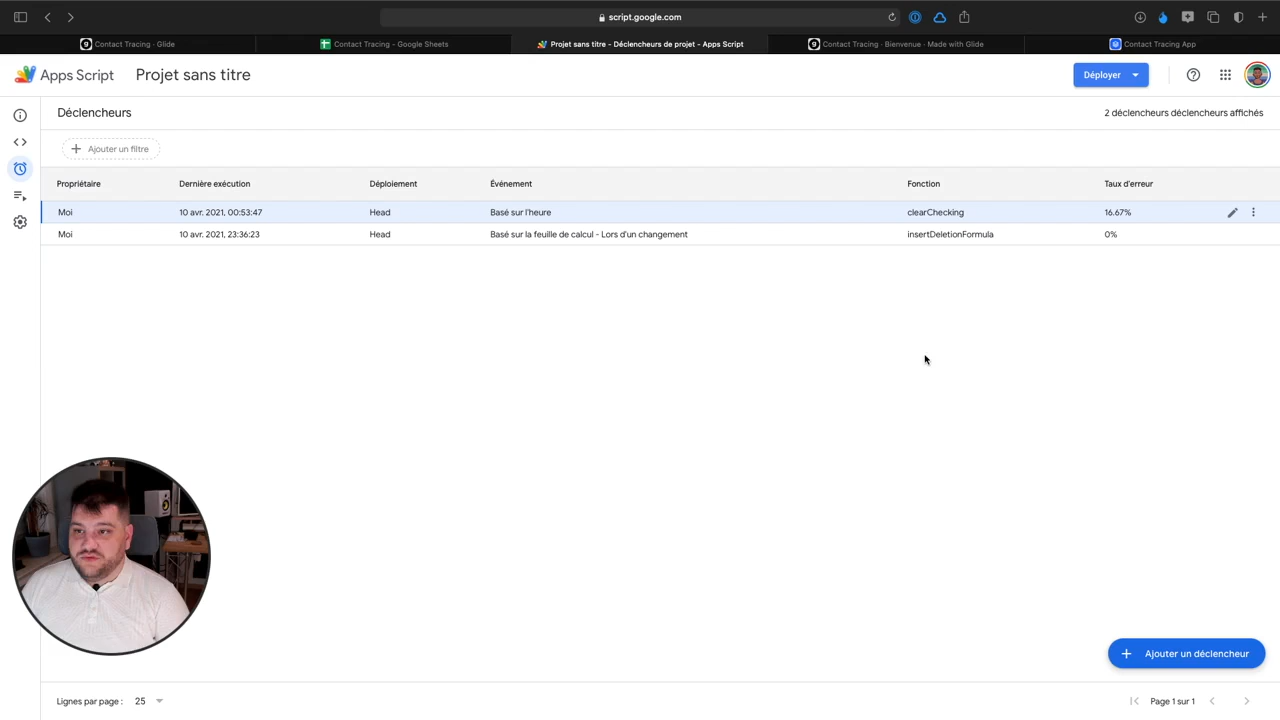 script.google.com
Contact Tracing · Glide
Contact Tracing - Google Sheets
Projet sans titre - Déclencheurs de projet - Apps Script
Contact Tracing · Bienvenue · Made with Glide
Contact Tracing App
Apps Script
Projet sans titre
Déployer
Déclencheurs
2 déclencheurs déclencheurs affichés
Ajouter un filtre
Propriétaire Dernière exécution Déploiement Événement Fonction Taux d'erreur
Moi 10 avr. 2021, 00:53:47 Head Basé sur l'heure clearChecking 16.67%
Moi 10 avr. 2021, 23:36:23 Head Basé sur la feuille de calcul - Lors d'un changement insertDeletionFormula 0%
Ajouter un déclencheur
Lignes par page : 25
Page 1 sur 1